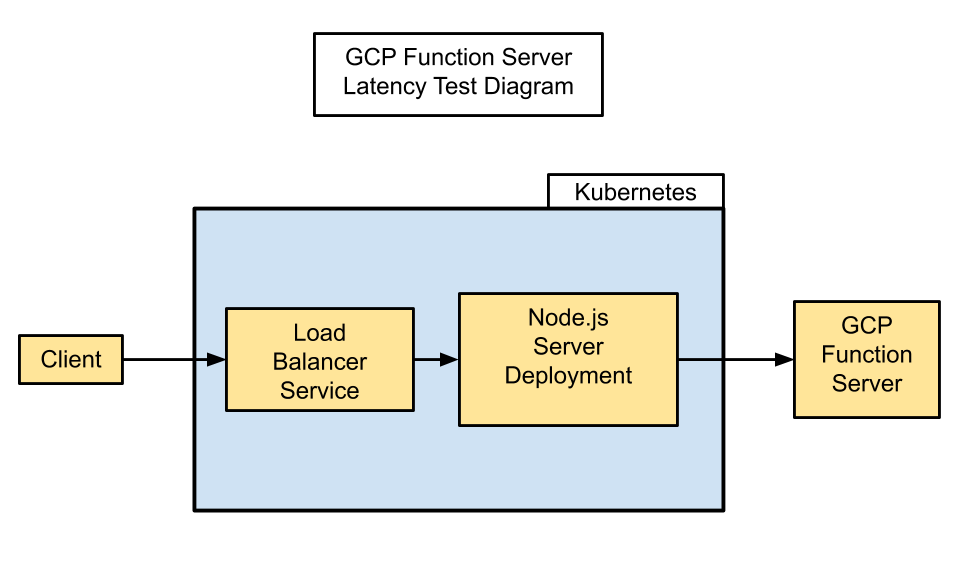 GCP Function Server
Latency Test Diagram
Kubernetes
Client
Load
Balancer
Service
Node.js
Server
Deployment
GCP
Function
Server